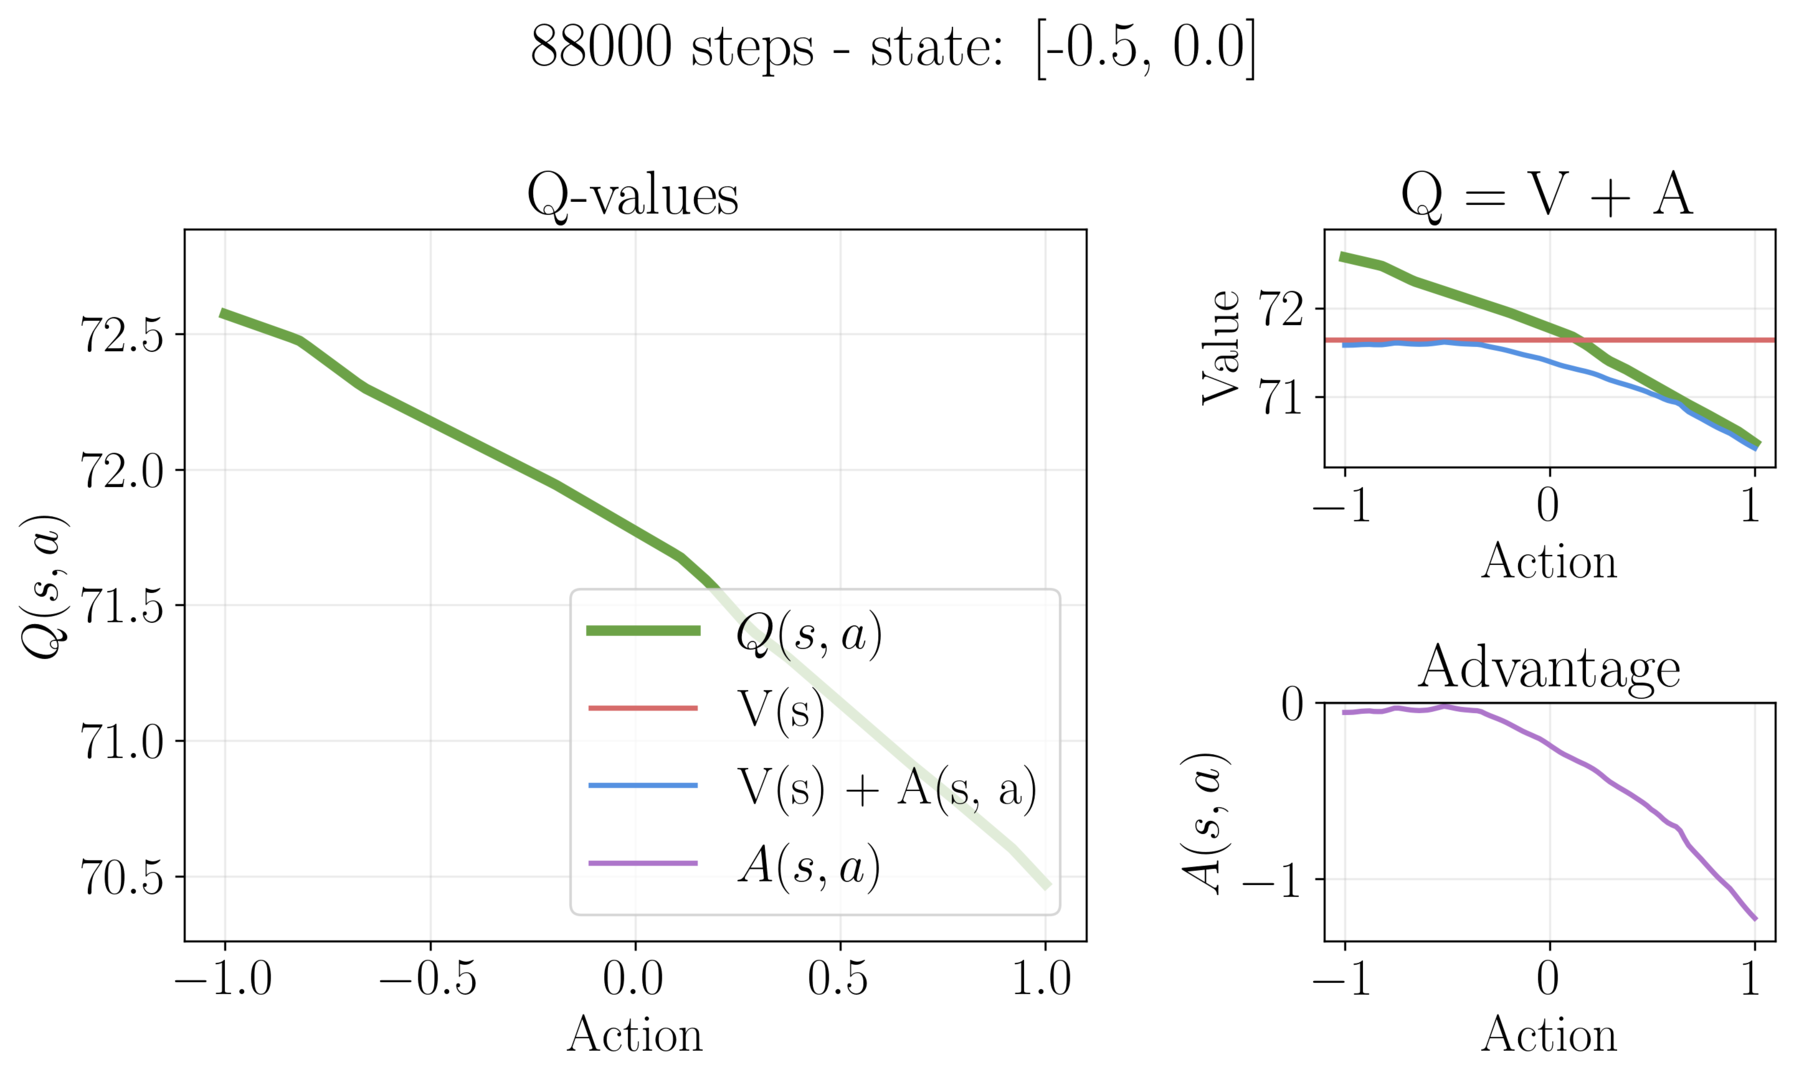 88000 steps - state: [-0.5, 0.0]
Q-values
72.5
72.0
71.5
71.0
70.5
Q(s, a)
−1.0 −0.5 0.0 0.5 1.0
Action
Q(s, a)
V(s)
V(s) + A(s, a)
A(s, a)
Q = V + A
72
71
Value
−1 0 1
Action
Advantage
0
−1
A(s, a)
−1 0 1
Action